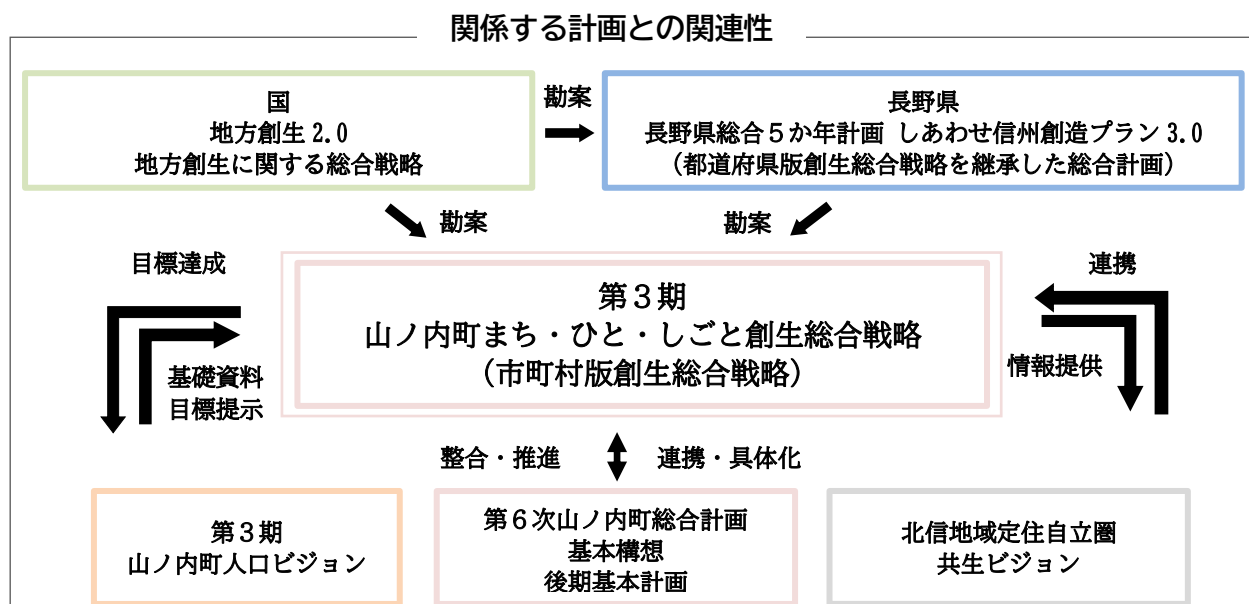 関係する計画との関連性
国
地方創生 2.0
地方創生に関する総合戦略
勘案
長野県
長野県総合５か年計画 しあわせ信州創造プラン 3.0
（都道府県版創生総合戦略を継承した総合計画）
勘案
勘案
目標達成
連携
第３期
山ノ内町まち・ひと・しごと創生総合戦略
（市町村版創生総合戦略）
基礎資料
目標提示
情報提供
整合・推進
連携・具体化
第３期
山ノ内町人口ビジョン
第６次山ノ内町総合計画
基本構想
後期基本計画
北信地域定住自立圏
共生ビジョン